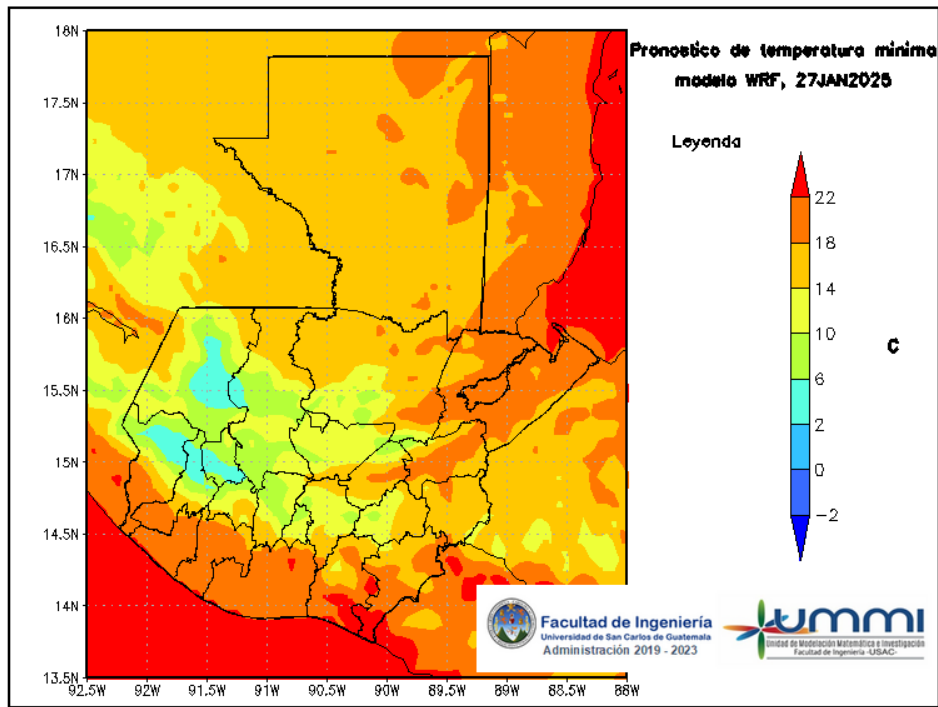 Pronostico de temperatura minima
modelo WRF, 27JAN2025
Leyenda
22
18
14
10
6
2
0
−2
C
18N
17.5N
17N
16.5N
16N
15.5N
15N
14.5N
14N
13.5N
92.5W
92W
91.5W
91W
90.5W
90W
89.5W
89W
88.5W
88W
Facultad de Ingeniería
Universidad de San Carlos de Guatemala
Administración 2019 - 2023
UMMI
Unidad de Modelación Matemática e Investigación
Facultad de Ingeniería -USAC-